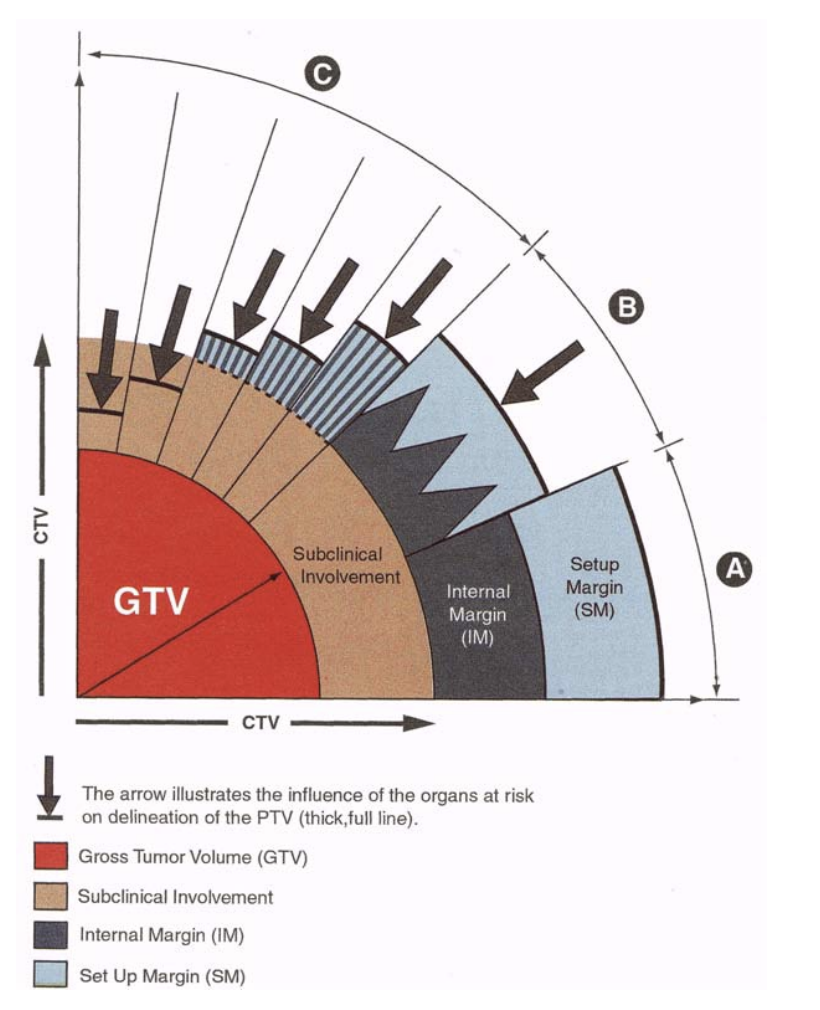 C
B
A
CTV
GTV
Subclinical
Involvement
Internal
Margin
(IM)
Setup
Margin
(SM)
CTV
The arrow illustrates the influence of the organs at risk
on delineation of the PTV (thick,full line).
Gross Tumor Volume (GTV)
Subclinical Involvement
Internal Margin (IM)
Set Up Margin (SM)